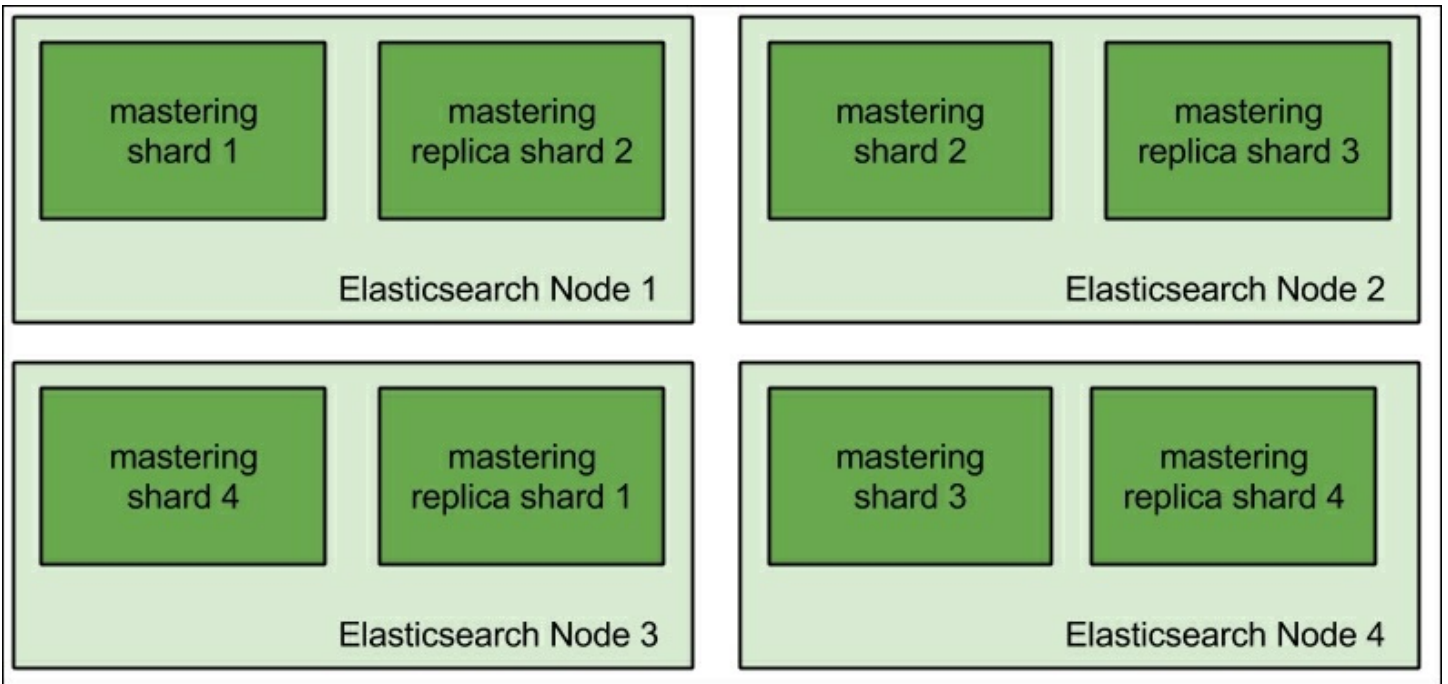 mastering
shard 1
mastering
replica shard 2
Elasticsearch Node 1
mastering
shard 2
mastering
replica shard 3
Elasticsearch Node 2
mastering
shard 4
mastering
replica shard 1
Elasticsearch Node 3
mastering
shard 3
mastering
replica shard 4
Elasticsearch Node 4